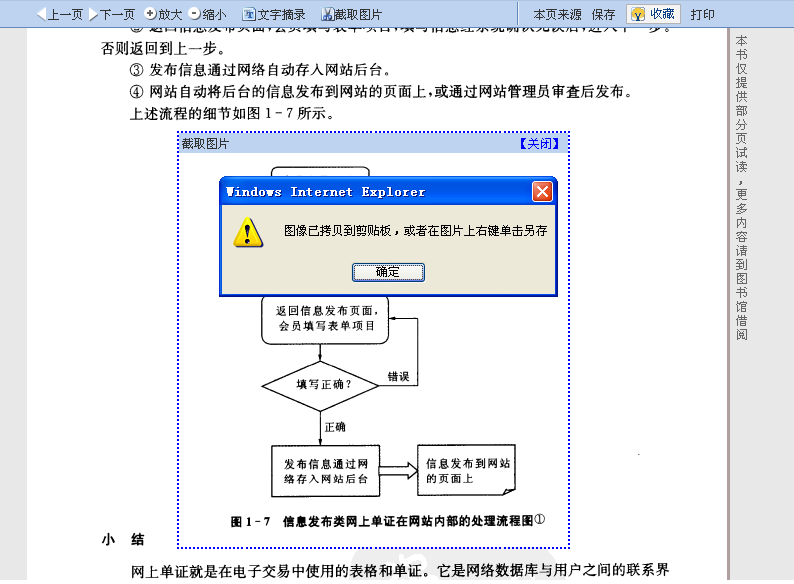 上一页 下一页 放大 缩小 文字摘录 截取图片 本页来源 保存 收藏 打印
否则返回到上一步。
③ 发布信息通过网络自动存入网站后台。
④ 网站自动将后台的信息发布到网站的页面上,或通过网站管理员审查后发布。
上述流程的细节如图1-7所示。
截取图片 【关闭】
Windows Internet Explorer
图像已拷贝到剪贴板，或者在图片上右键单击另存
确定
返回信息发布页面,
会员填写表单项目
填写正确?
错误
正确
发布信息通过网
络存入网站后台
信息发布到网站
的页面上
图1-7 信息发布类网上单证在网站内部的处理流程图①
小 结
网上单证就是在电子交易中使用的表格和单证。它是网络数据库与用户之间的联系界
本书仅提供部分页试读，更多内容请到图书馆借阅